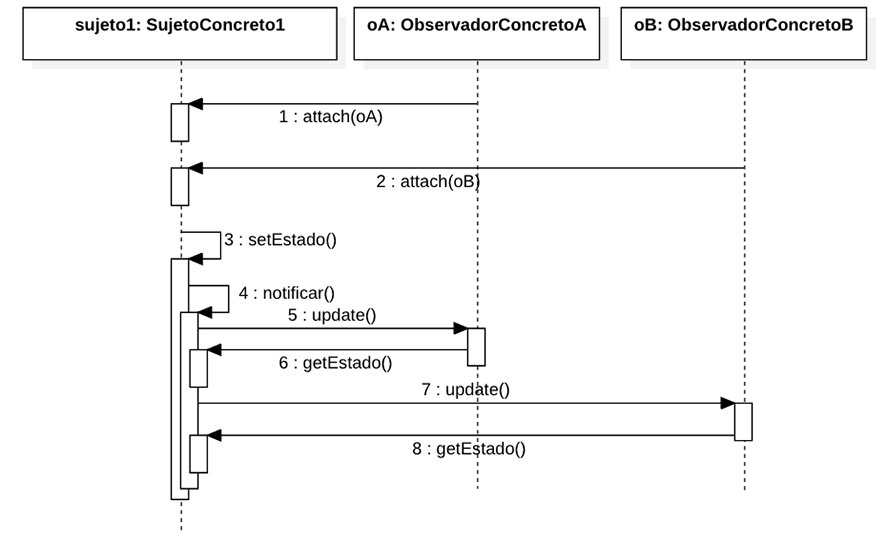 sujeto1: SujetoConcreto1
oA: ObservadorConcretoA
oB: ObservadorConcretoB
1 : attach(oA)
2 : attach(oB)
3 : setEstado()
4 : notificar()
5 : update()
6 : getEstado()
7 : update()
8 : getEstado()